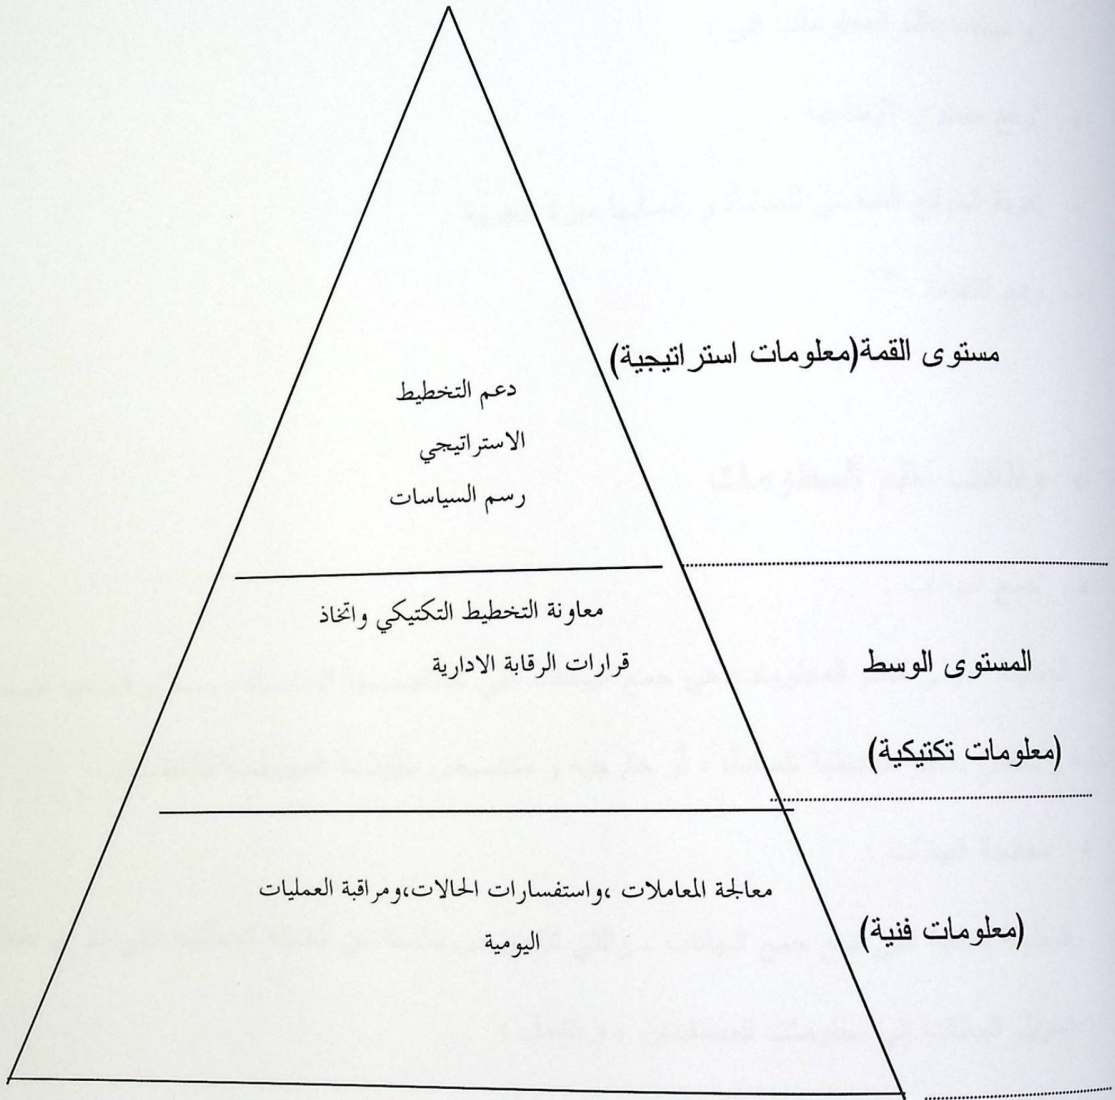 مستوى القمة(معلومات استراتيجية)
دعم التخطيط
الاستراتيجي
رسم السياسات
معاونة التخطيط التكتيكي واتخاذ
قرارات الرقابة الادارية
المستوى الوسط
(معلومات تكتيكية)
معالجة المعاملات ،واستفسارات الحالات،ومراقبة العمليات
اليومية
(معلومات فنية)